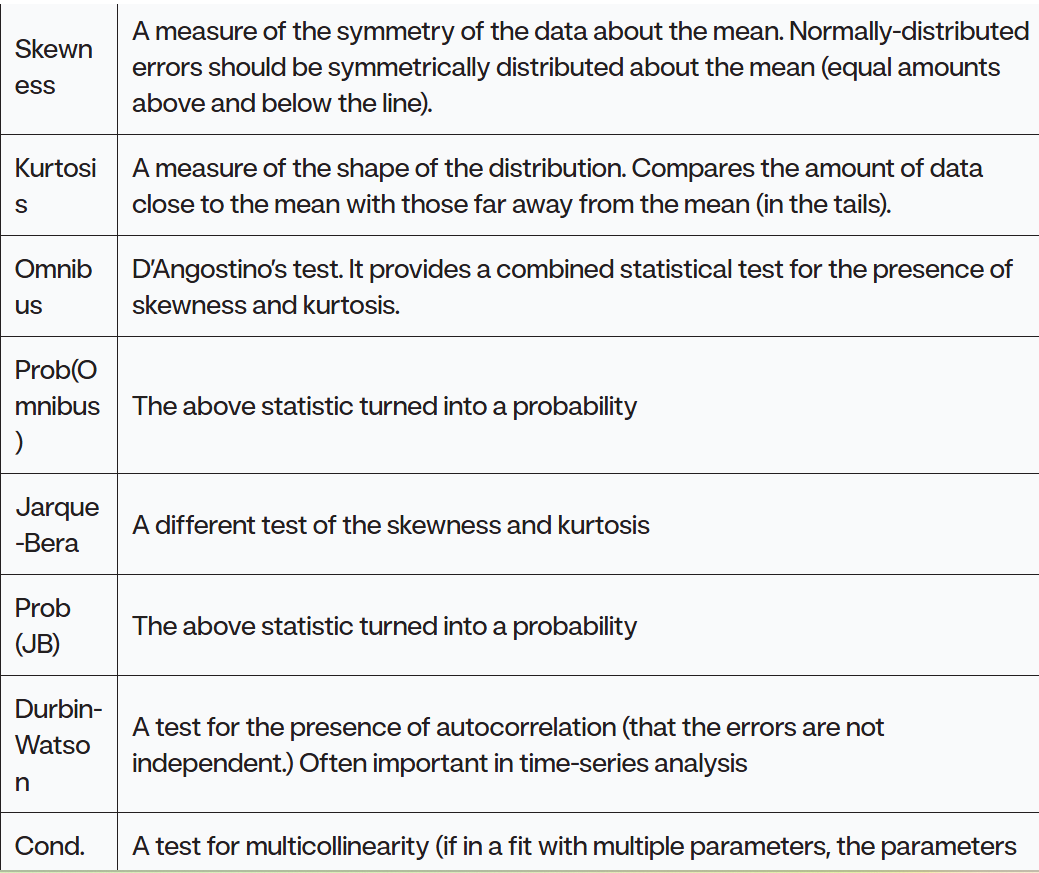 Skewn
ess
A measure of the symmetry of the data about the mean. Normally-distributed
errors should be symmetrically distributed about the mean (equal amounts
above and below the line).
Kurtosi
s
A measure of the shape of the distribution. Compares the amount of data
close to the mean with those far away from the mean (in the tails).
Omnib
us
D'Angostino's test. It provides a combined statistical test for the presence of
skewness and kurtosis.
Prob(O
mnibus
)
The above statistic turned into a probability
Jarque
-Bera
A different test of the skewness and kurtosis
Prob
(JB)
The above statistic turned into a probability
Durbin-
Watso
n
A test for the presence of autocorrelation (that the errors are not
independent.) Often important in time-series analysis
Cond.
A test for multicollinearity (if in a fit with multiple parameters, the parameters